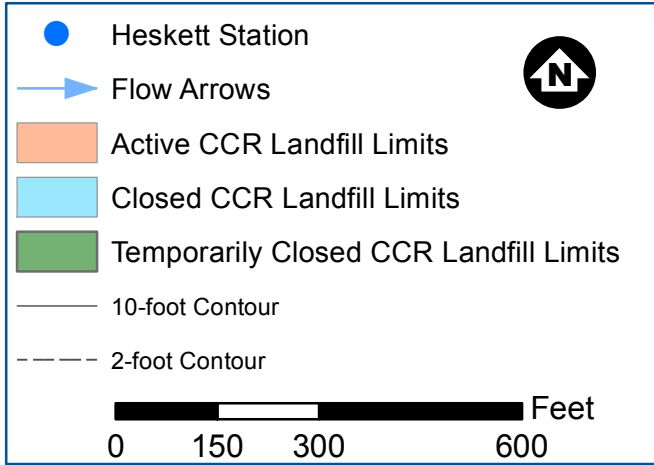 Heskett Station
N
Flow Arrows
Active CCR Landfill Limits
Closed CCR Landfill Limits
Temporarily Closed CCR Landfill Limits
10-foot Contour
2-foot Contour
Feet
0 150 300 600